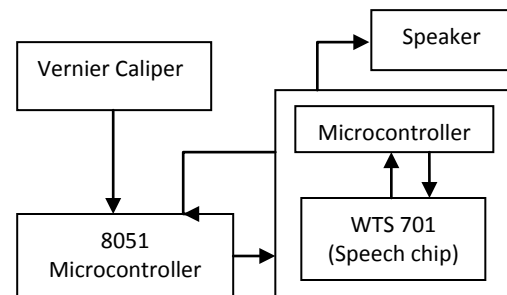 Speaker
Vernier Caliper
Microcontroller
WTS 701
(Speech chip)
8051
Microcontroller